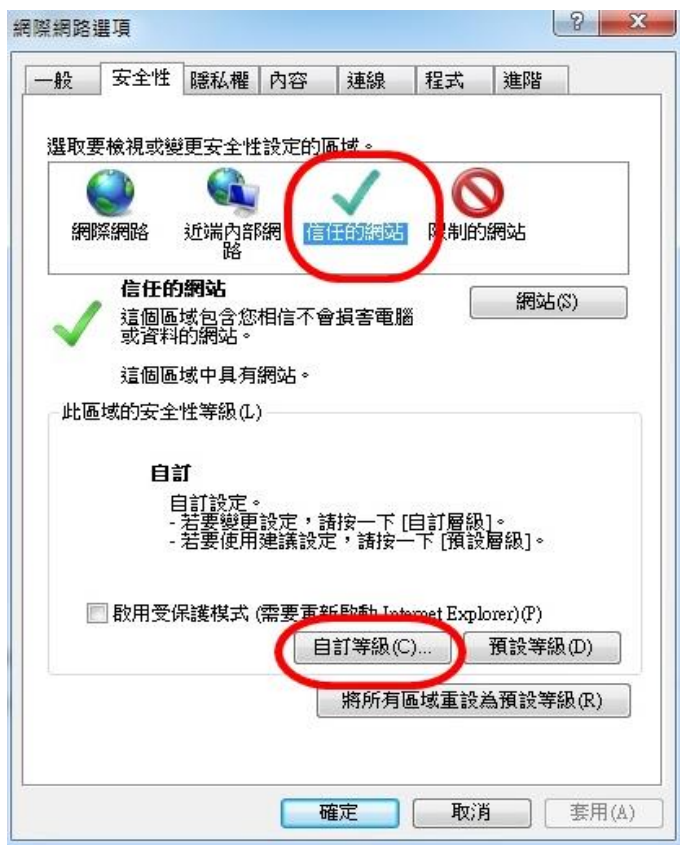 網際網路選項
一般 安全性 隱私權 內容 連線 程式 進階
選取要檢視或變更安全性設定的區域。
網際網路 近端內部網路 信任的網站 限制的網站
信任的網站
網站(S)
這個區域包含您相信不會損害電腦
或資料的網站。
這個區域中具有網站。
此區域的安全性等級(L)
自訂
自訂設定。
- 若要變更設定，請按一下 [自訂層級]。
- 若要使用建議設定，請按一下 [預設層級]。
啟用受保護模式 (需要重新啟動 Internet Explorer)(P)
自訂等級(C)... 預設等級(D)
將所有區域重設為預設等級(R)
確定 取消 套用(A)